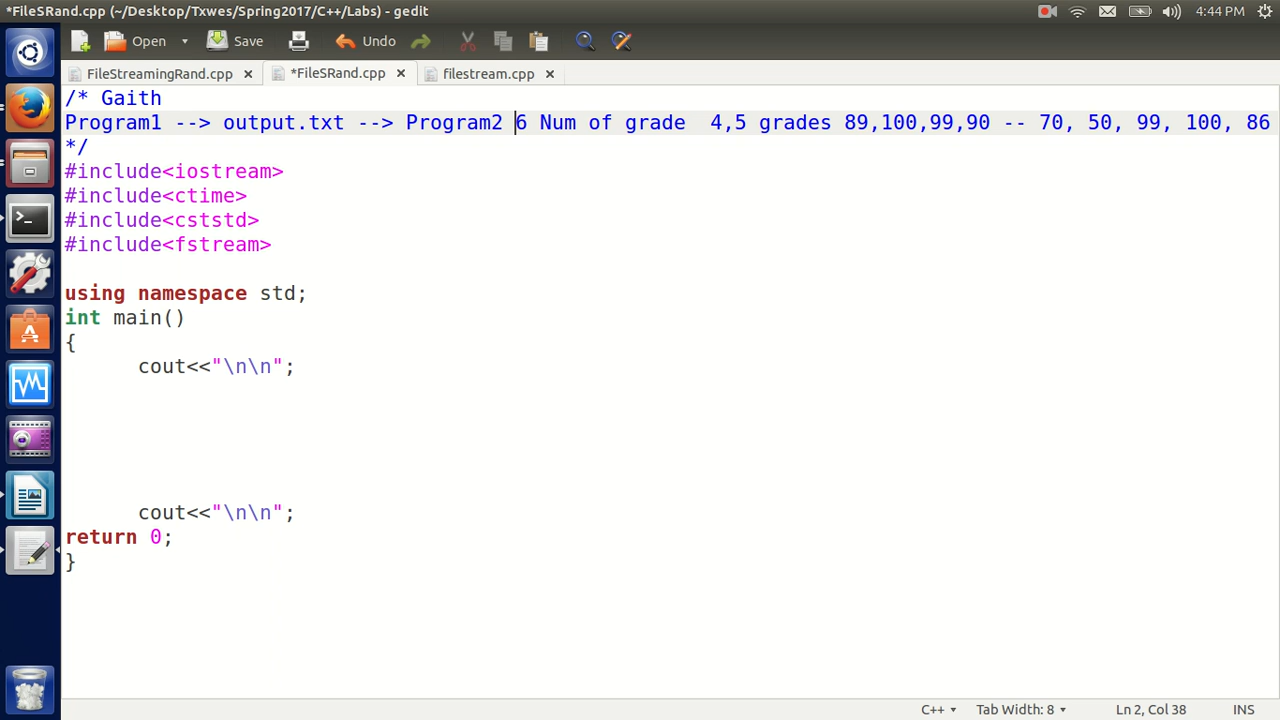 *FileSRand.cpp (~/Desktop/Txwes/Spring2017/C++/Labs) - gedit
4:44 PM
Open
Save
Undo
FileStreamingRand.cpp
*FileSRand.cpp
filestream.cpp
/* Gaith
Program1 --> output.txt --> Program2 6 Num of grade  4,5 grades 89,100,99,90 -- 70, 50, 99, 100, 86
*/
#include<iostream>
#include<ctime>
#include<cststd>
#include<fstream>
using namespace std;
int main()
{
cout<<"\n\n";
cout<<"\n\n";
return 0;
}
C++
Tab Width: 8
Ln 2, Col 38
INS